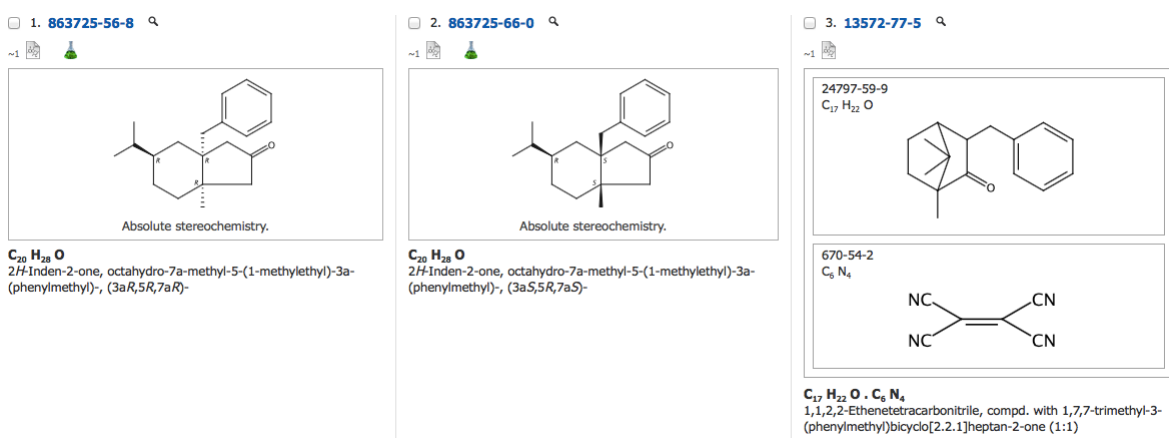 1. 863725-56-8
~1
R
R
R
O
Absolute stereochemistry.
C20 H28 O
2H-Inden-2-one, octahydro-7a-methyl-5-(1-methylethyl)-3a-
(phenylmethyl)-, (3aR,5R,7aR)-
2. 863725-66-0
~1
R
S
S
O
Absolute stereochemistry.
C20 H28 O
2H-Inden-2-one, octahydro-7a-methyl-5-(1-methylethyl)-3a-
(phenylmethyl)-, (3aS,5R,7aS)-
3. 13572-77-5
~1
24797-59-9
C17 H22 O
O
670-54-2
C6 N4
NC CN
NC CN
C17 H22 O . C6 N4
1,1,2,2-Ethenetetracarbonitrile, compd. with 1,7,7-trimethyl-3-
(phenylmethyl)bicyclo[2.2.1]heptan-2-one (1:1)